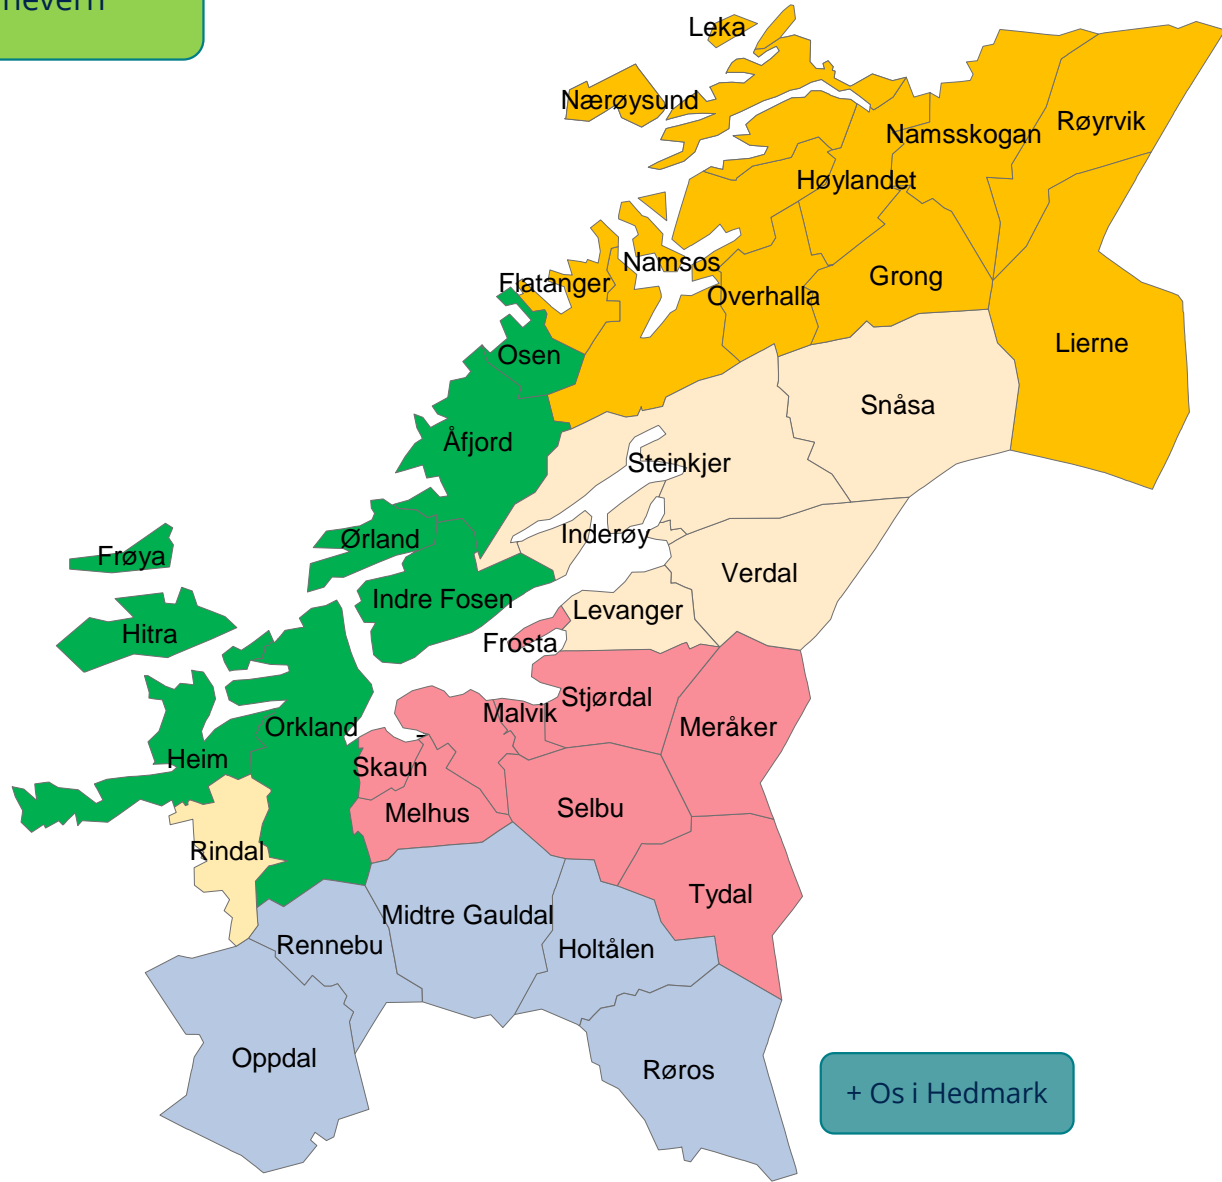 Leka
Nærøysund
Namsskogan
Røyrvik
Høylandet
Namsos
Flatanger
Overhalla
Grong
Lierne
Osen
Snåsa
Åfjord
Steinkjer
Inderøy
Ørland
Frøya
Verdal
Indre Fosen
Levanger
Hitra
Frosta
Stjørdal
Malvik
Meråker
Orkland
Heim
Skaun
Melhus
Selbu
Rindal
Tydal
Midtre Gauldal
Rennebu
Holtålen
Oppdal
Røros
+ Os i Hedmark